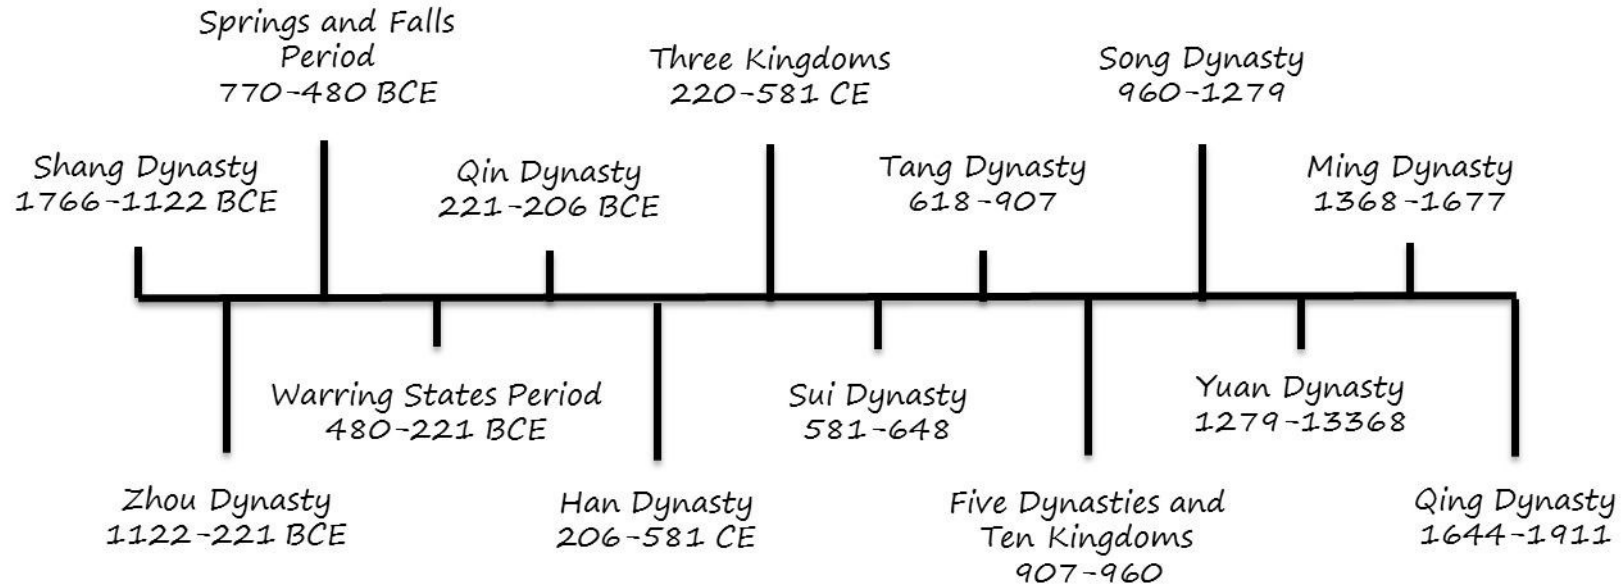 Springs and Falls
Period
770-480 BCE
Three Kingdoms
220-581 CE
Song Dynasty
960-1279
Shang Dynasty
1766-1122 BCE
Qin Dynasty
221-206 BCE
Tang Dynasty
618-907
Ming Dynasty
1368-1677
Warring States Period
480-221 BCE
Sui Dynasty
581-648
Yuan Dynasty
1279-13368
Zhou Dynasty
1122-221 BCE
Han Dynasty
206-581 CE
Five Dynasties and
Ten Kingdoms
907-960
Qing Dynasty
1644-1911